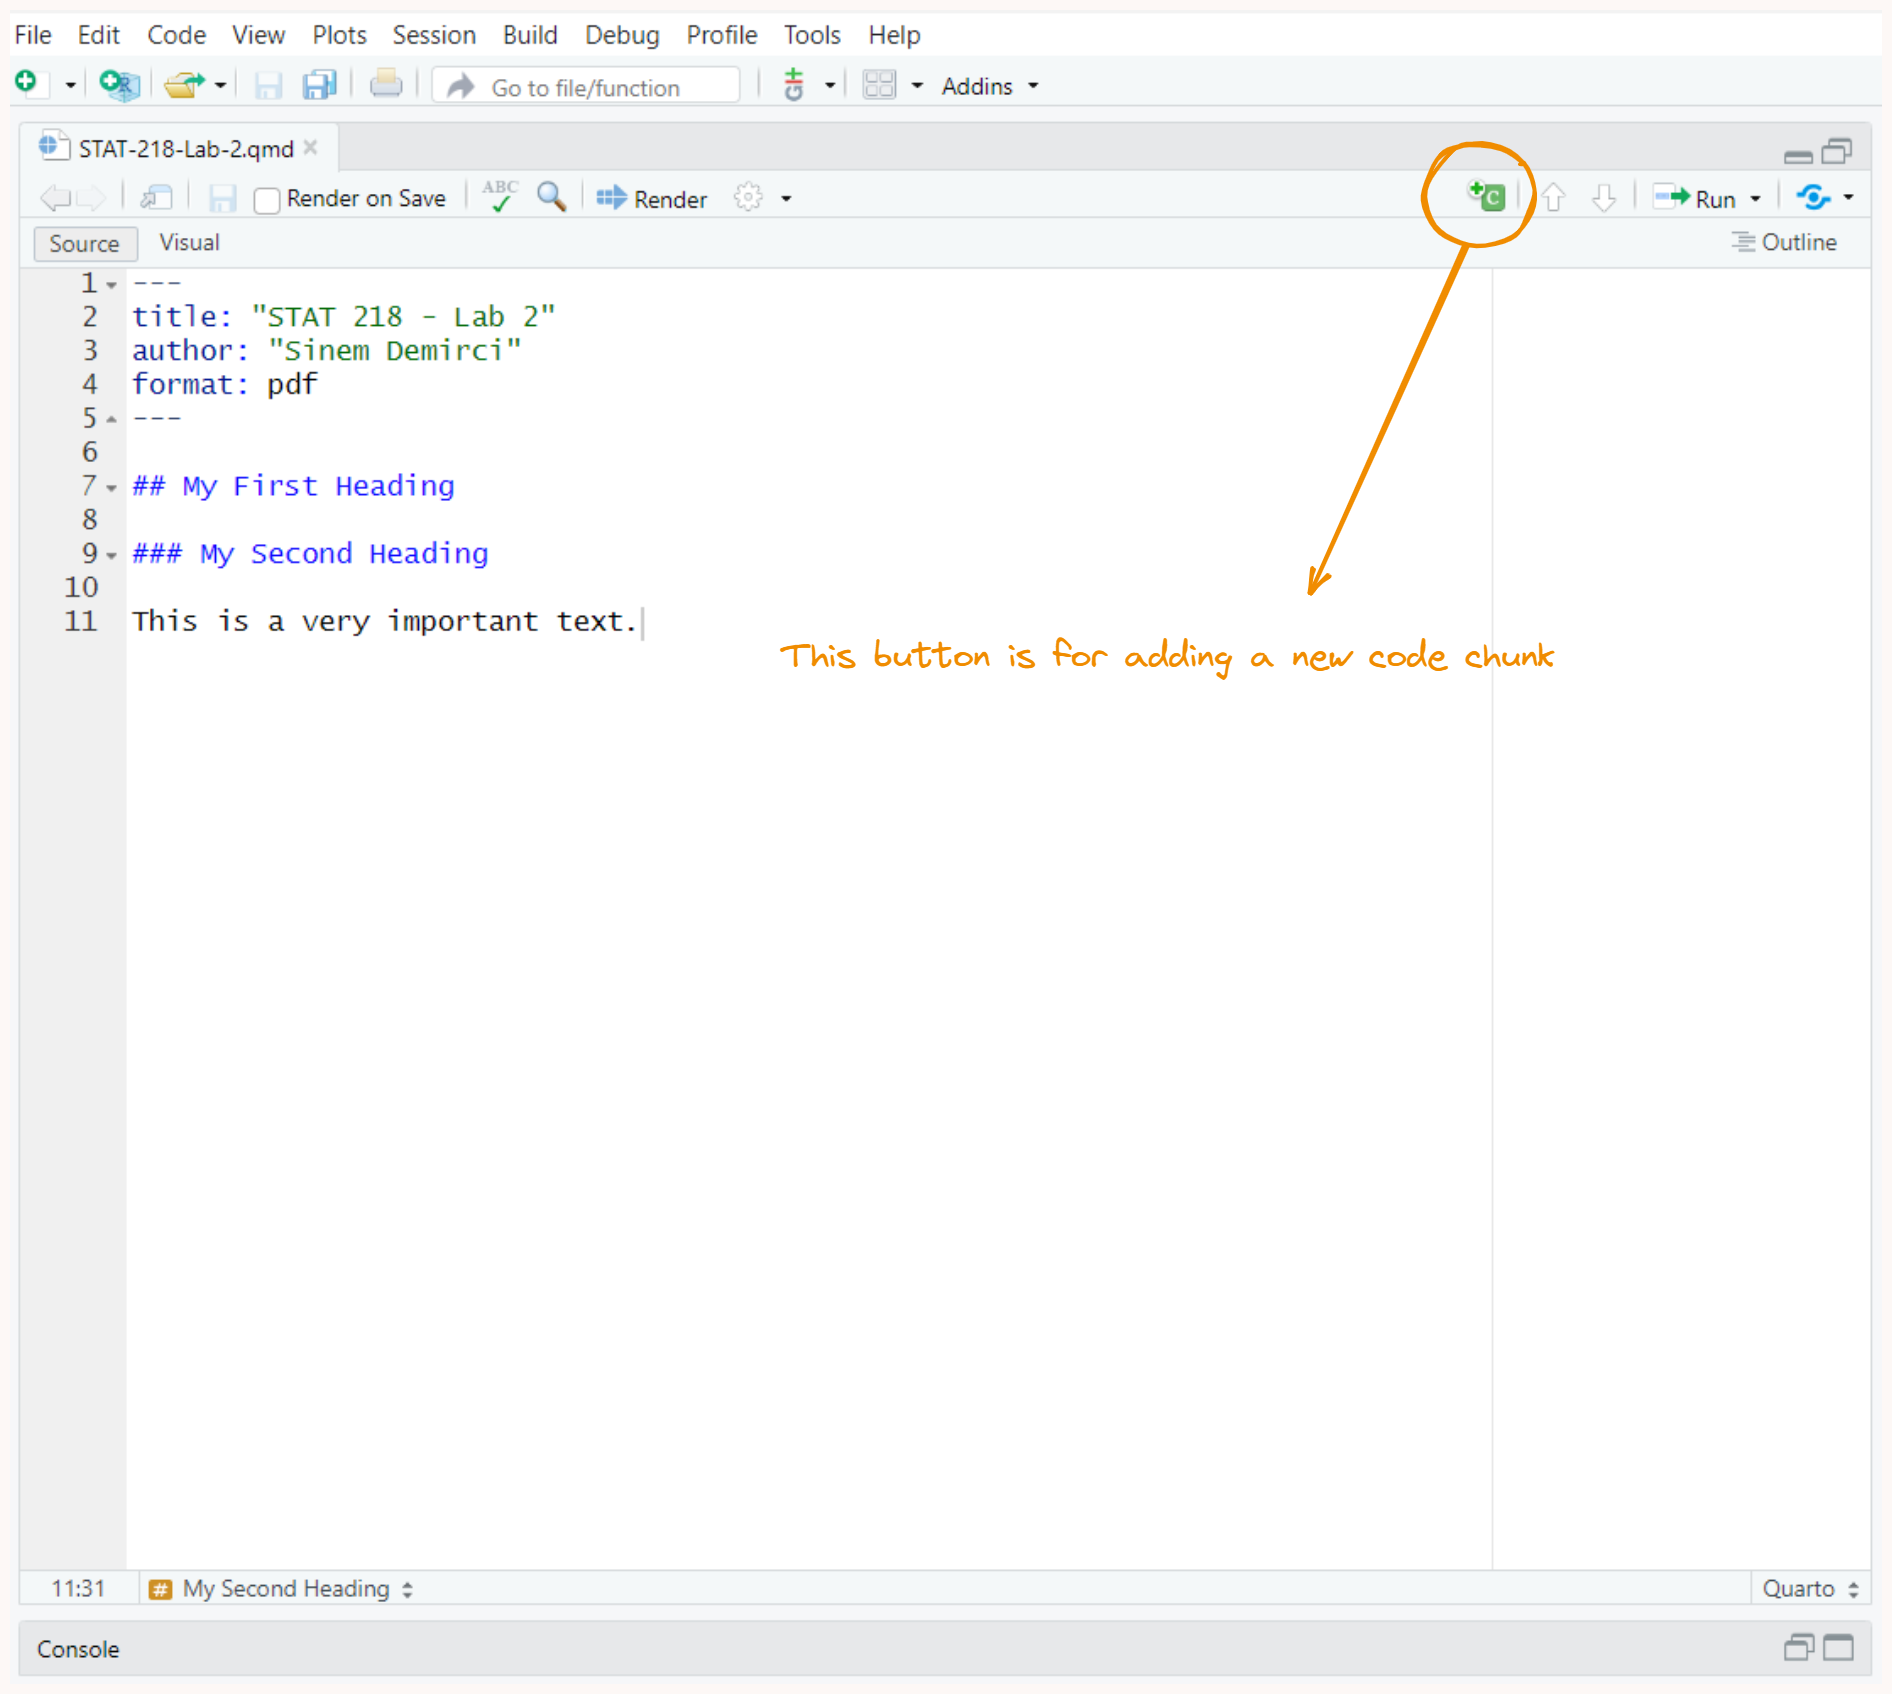 File Edit Code View Plots Session Build Debug Profile Tools Help
R Go to file/function Git Addins
STAT-218-Lab-2.qmd
Render on Save ABC Render C Run
Source Visual Outline
1 ---
2 title: "STAT 218 - Lab 2"
3 author: "Sinem Demirci"
4 format: pdf
5 ---
6
7 ## My First Heading
8
9 ### My Second Heading
10
11 This is a very important text.
This button is for adding a new code chunk
11:31 # My Second Heading Quarto
Console